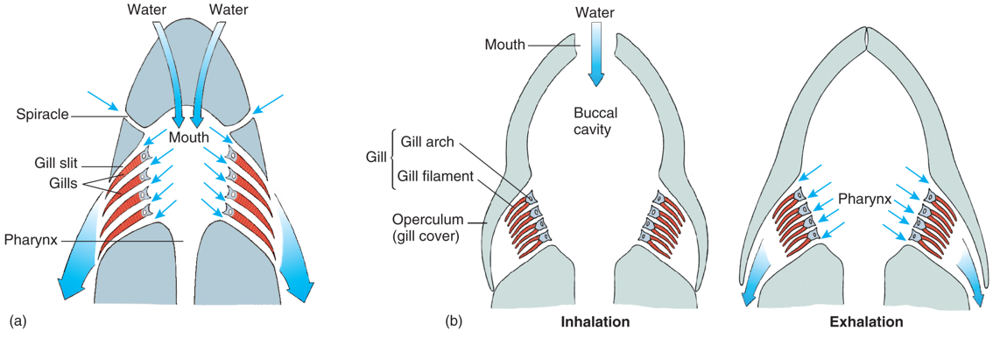 Water Water
Spiracle
Mouth
Gill slit
Gills
Pharynx
(a)
Water
Mouth
Buccal
cavity
Gill
Gill arch
Gill filament
Operculum
(gill cover)
Pharynx
(b)
Inhalation
Exhalation